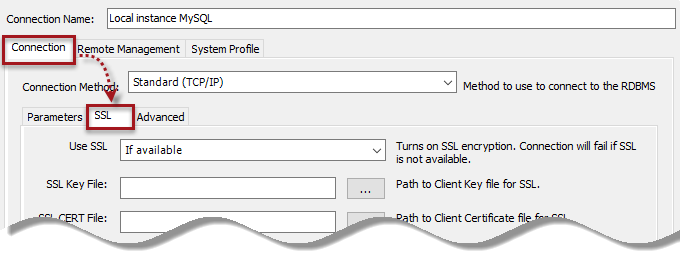 Connection Name: Local instance MySQL
Connection Remote Management System Profile
Connection Method: Standard (TCP/IP) Method to use to connect to the RDBMS
Parameters SSL Advanced
Use SSL If available Turns on SSL encryption. Connection will fail if SSL
is not available.
SSL Key File: ... Path to Client Key file for SSL.
SSL CERT File: ... Path to Client Certificate file for SSL